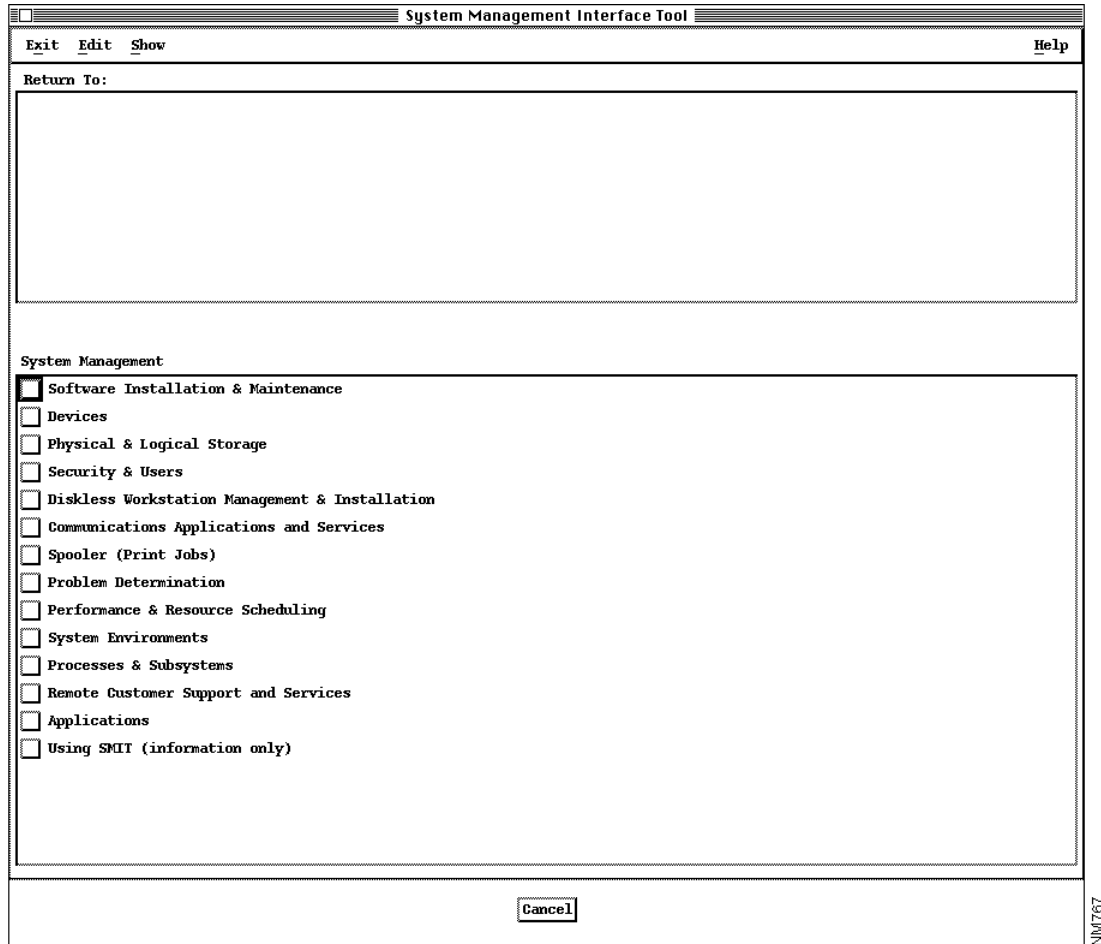 System Management Interface Tool
Exit Edit Show Help
Return To:
System Management
Software Installation & Maintenance
Devices
Physical & Logical Storage
Security & Users
Diskless Workstation Management & Installation
Communications Applications and Services
Spooler (Print Jobs)
Problem Determination
Performance & Resource Scheduling
System Environments
Processes & Subsystems
Remote Customer Support and Services
Applications
Using SMIT (information only)
Cancel
NM767